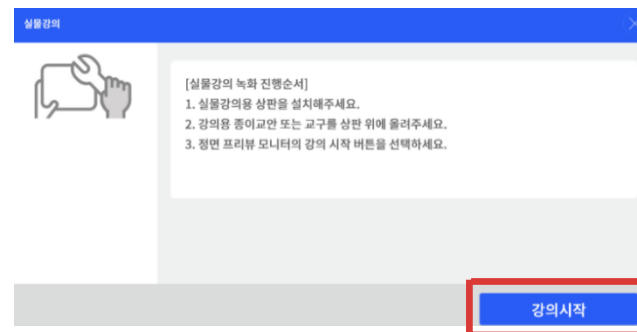 실물강의
[실물강의 녹화 진행순서]
1. 실물강의용 상판을 설치해주세요.
2. 강의용 종이교안 또는 교구를 상판 위에 올려주세요.
3. 정면 프리뷰 모니터의 강의 시작 버튼을 선택하세요.
강의시작